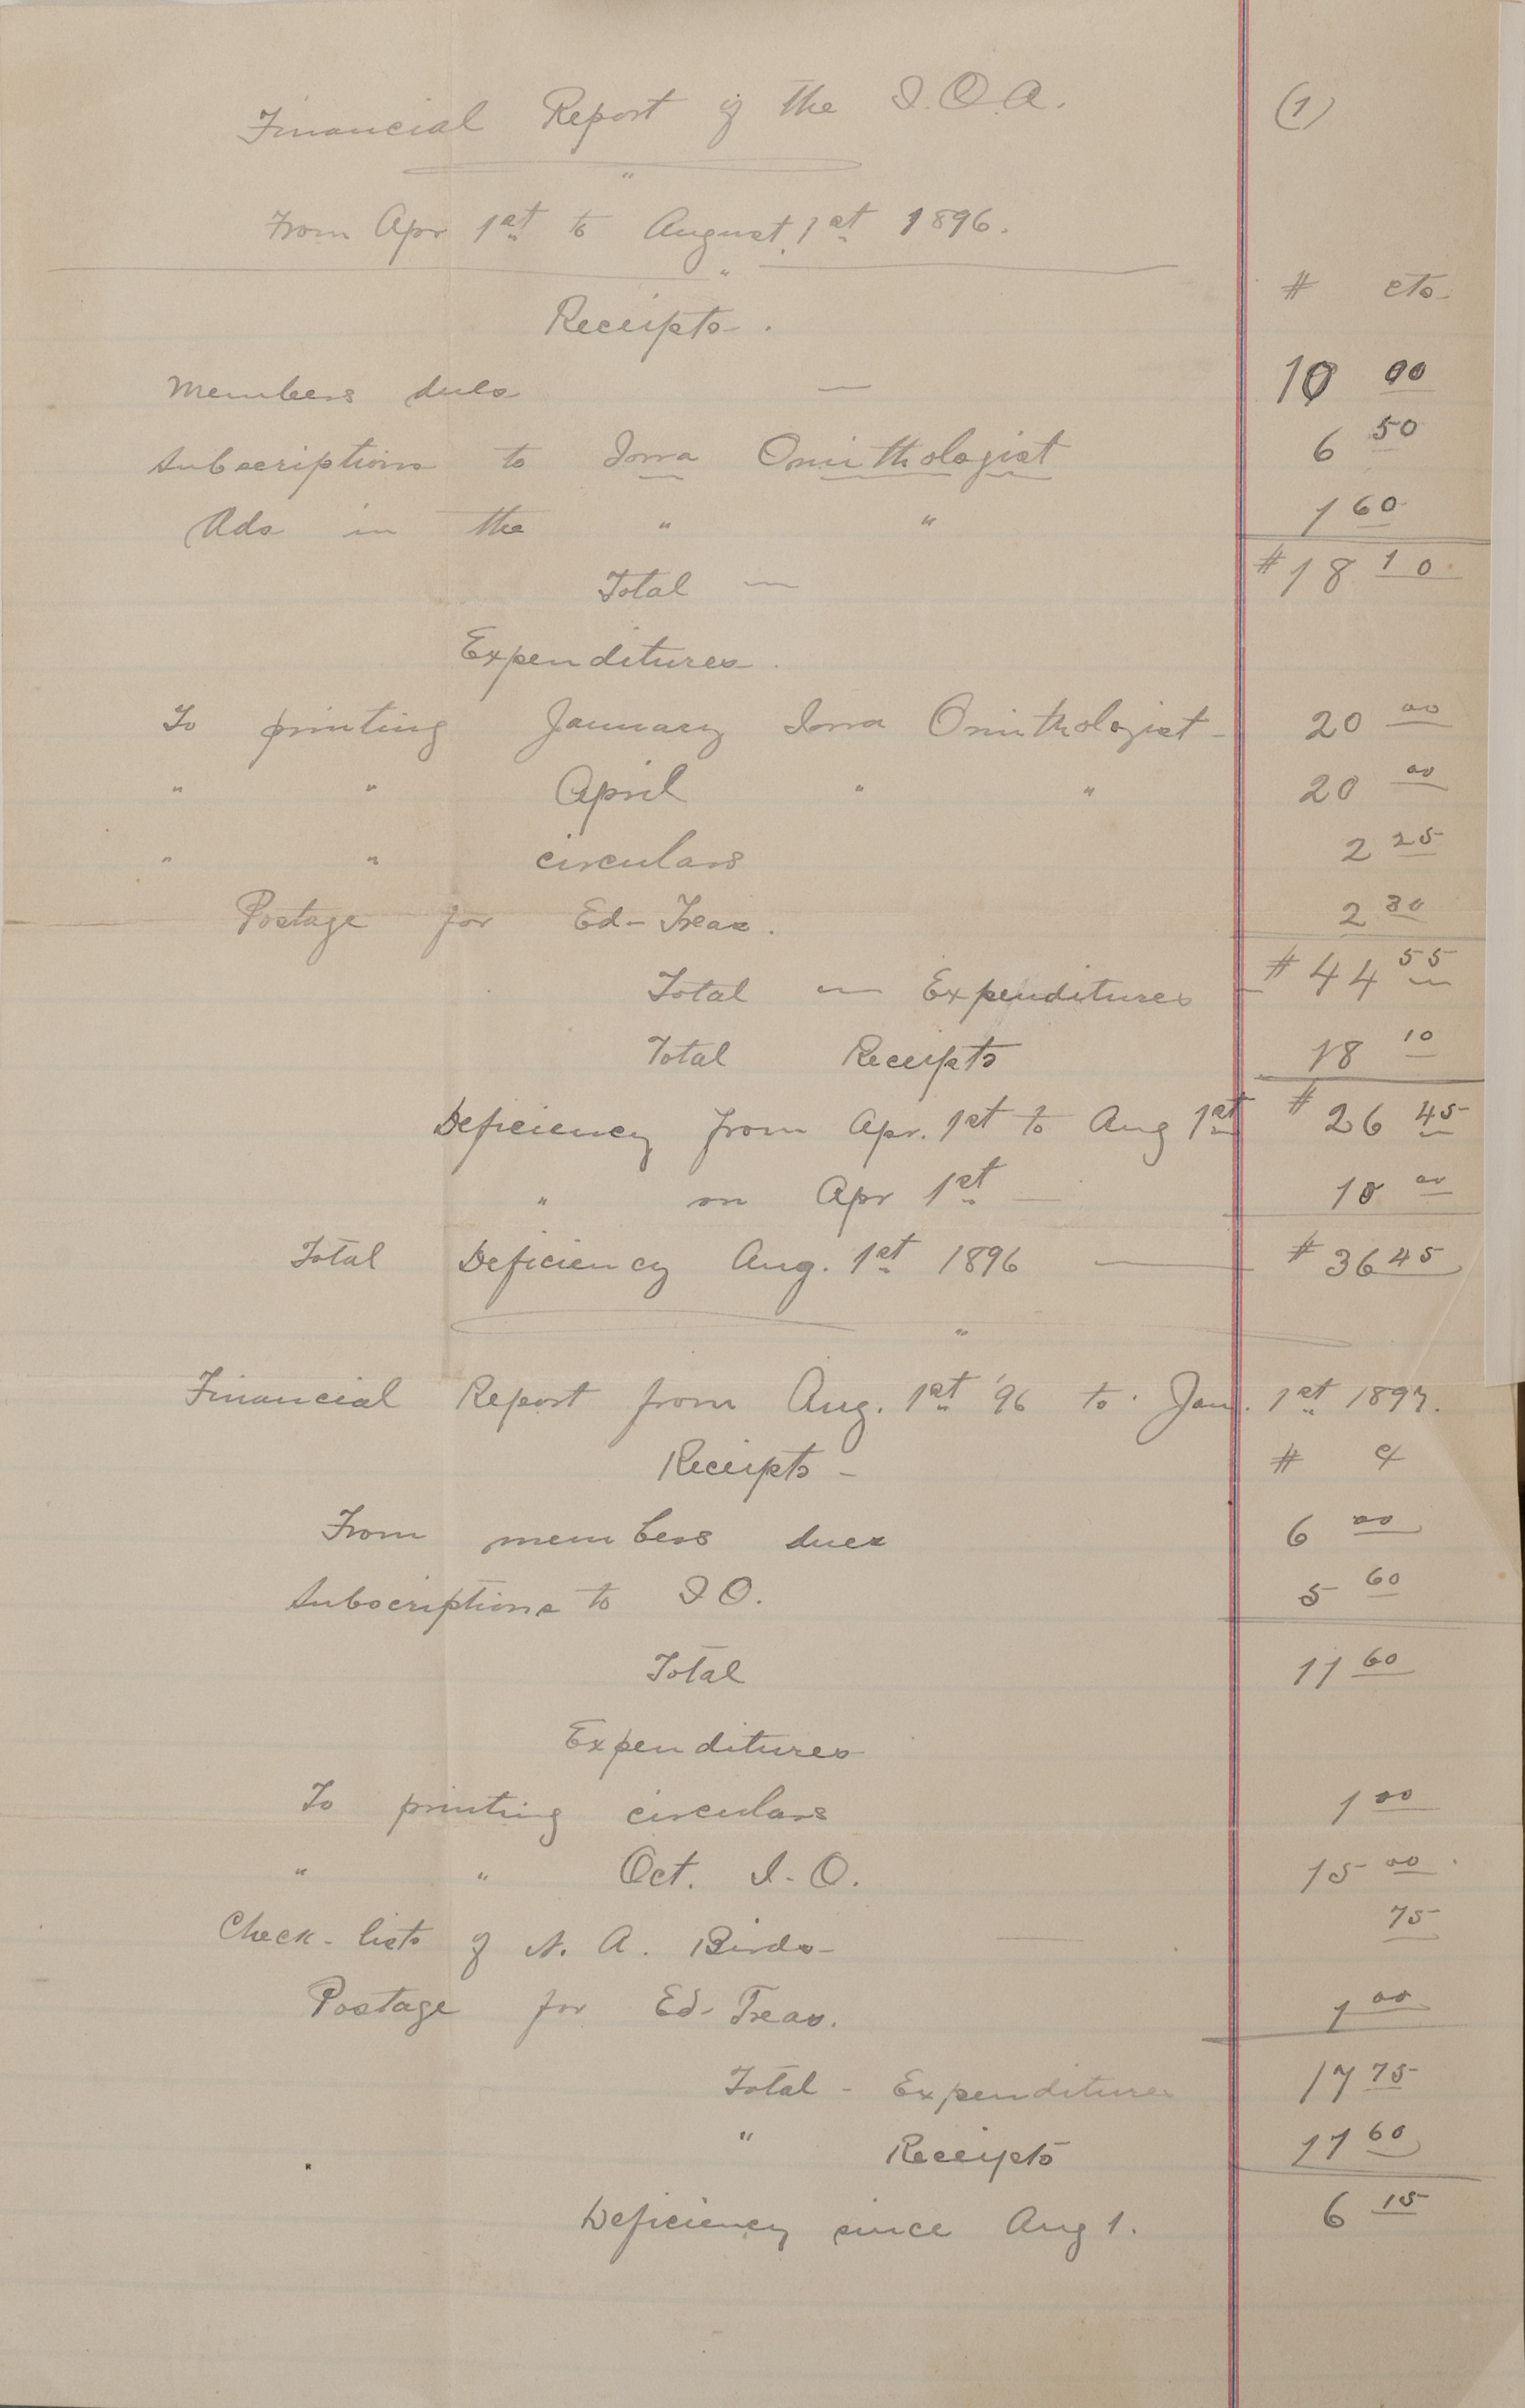 Financial Report of the I.O.A. (1)
"
From Apr 1st to August 1st 1896.
"
# cts
Receipts.
Members dues — 10 00
Subscriptions to Iowa Ornithologist 6 50
Ads in the " " 1 60
Total — #18 10
Expenditures.
To printing January Iowa Ornithologist - 20 00
" " April " " 20 00
" " circulars 2 25
Postage for Ed-Treas. 2 30
Total — Expenditures - #44 55
Total Receipts 18 10
Deficiency from Apr. 1st to Aug 1st #26 45
" on Apr 1st — 10 00
Total Deficiency Aug. 1st 1896 — #36 45
"
Financial Report from Aug. 1st '96 to Jan. 1st 1897.
Receipts - # c
From members dues 6 00
Subscriptions to I O. 5 60
Total 11 60
Expenditures
To printing circulars 1 00
" " Oct. I-O. 15 00
Check-lists of N. A. Birds — 75
Postage for Ed-Treas. 1 00
Total - Expenditures 17 75
" Receipts 11 60
Deficiency since Aug 1. 6 15